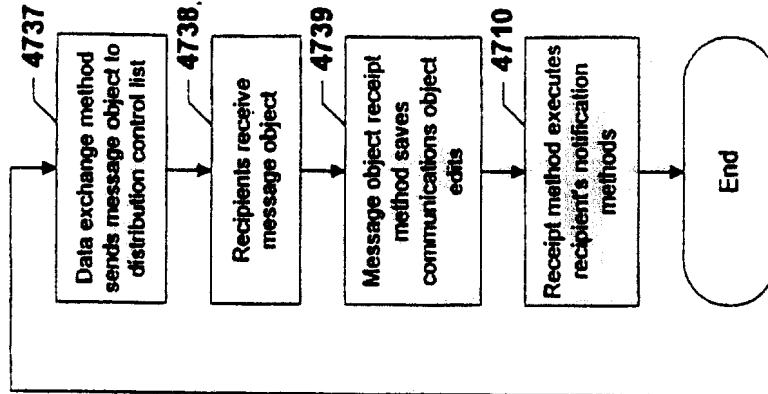 4737
Data exchange method
sends message object to
distribution control list
4738.
Recipients receive
message object
4739
Message object receipt
method saves
communications object
edits
4710
Receipt method executes
recipient's notification
methods
End